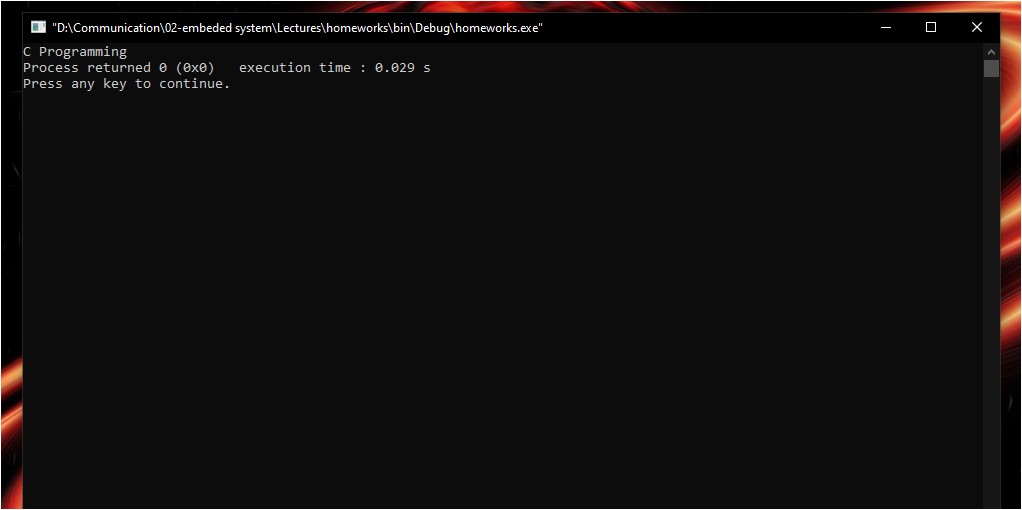 "D:\Communication\02-embeded system\Lectures\homeworks\bin\Debug\homeworks.exe"
C Programming
Process returned 0 (0x0)   execution time : 0.029 s
Press any key to continue.